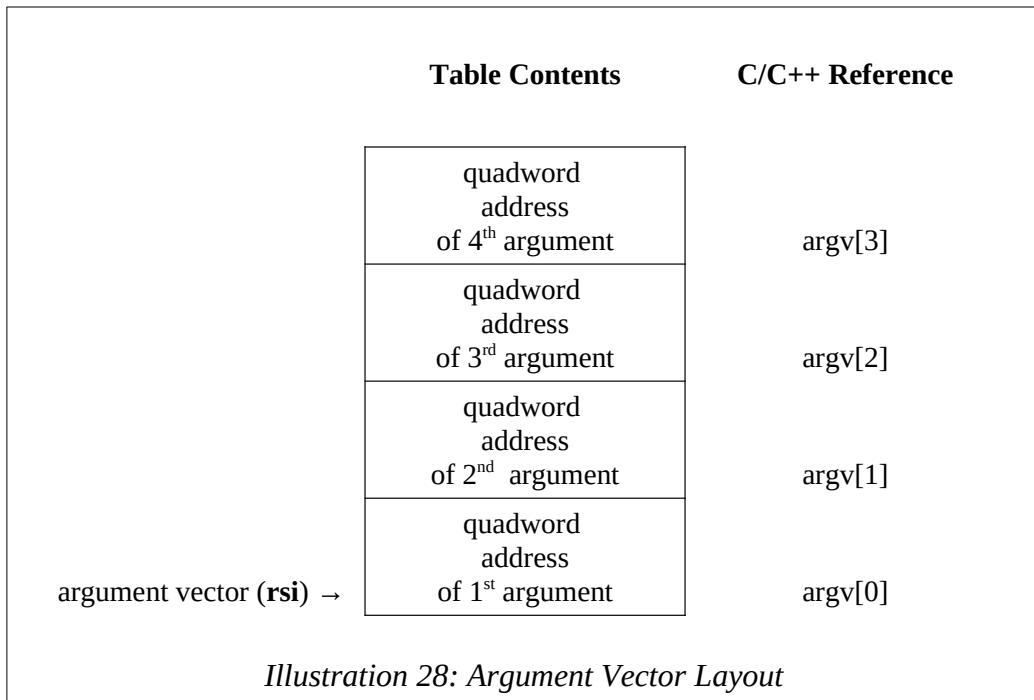 Table Contents C/C++ Reference
quadword
address
of 4th argument argv[3]
quadword
address
of 3rd argument argv[2]
quadword
address
of 2nd argument argv[1]
quadword
address
argument vector (rsi) → of 1st argument argv[0]
Illustration 28: Argument Vector Layout